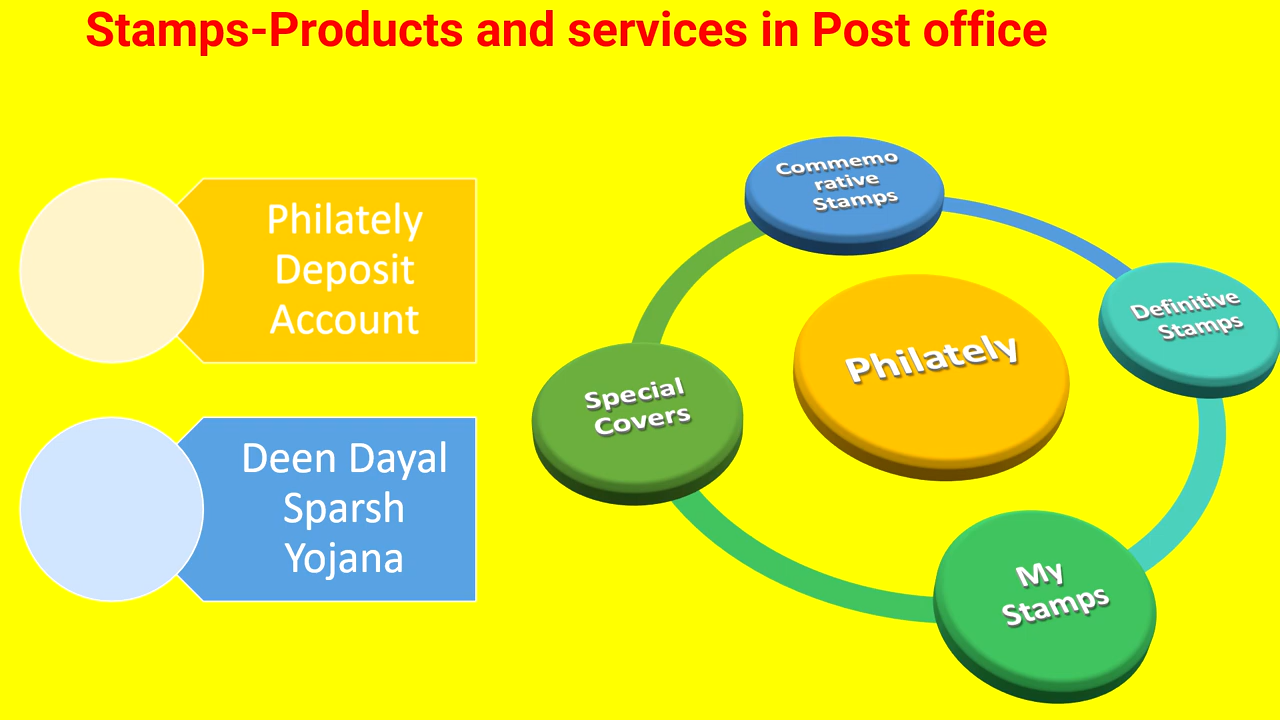 Stamps-Products and services in Post office
Philately
Deposit
Account
Deen Dayal
Sparsh
Yojana
Commemo
rative
Stamps
Definitive
Stamps
Philately
Special
Covers
My
Stamps